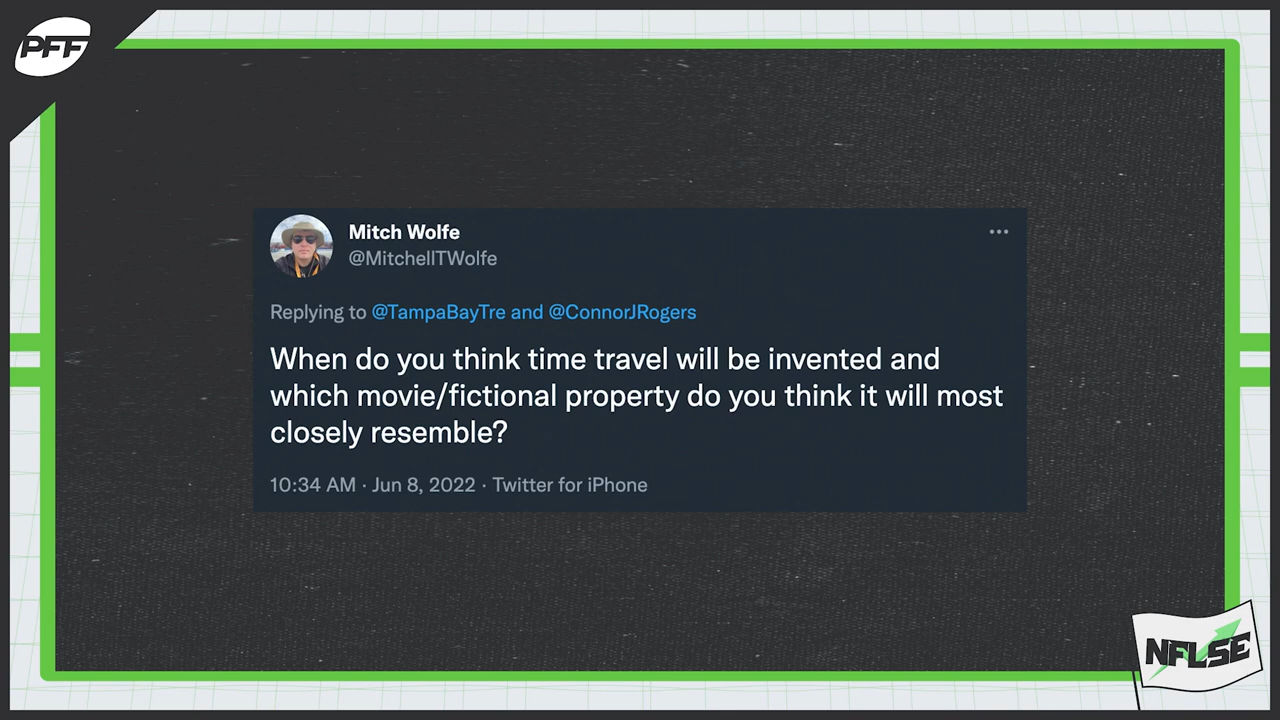 PFF
Mitch Wolfe
@MitchellTWolfe
Replying to @TampaBayTre and @ConnorJRogers
When do you think time travel will be invented and
which movie/fictional property do you think it will most
closely resemble?
10:34 AM · Jun 8, 2022 · Twitter for iPhone
NFLSE